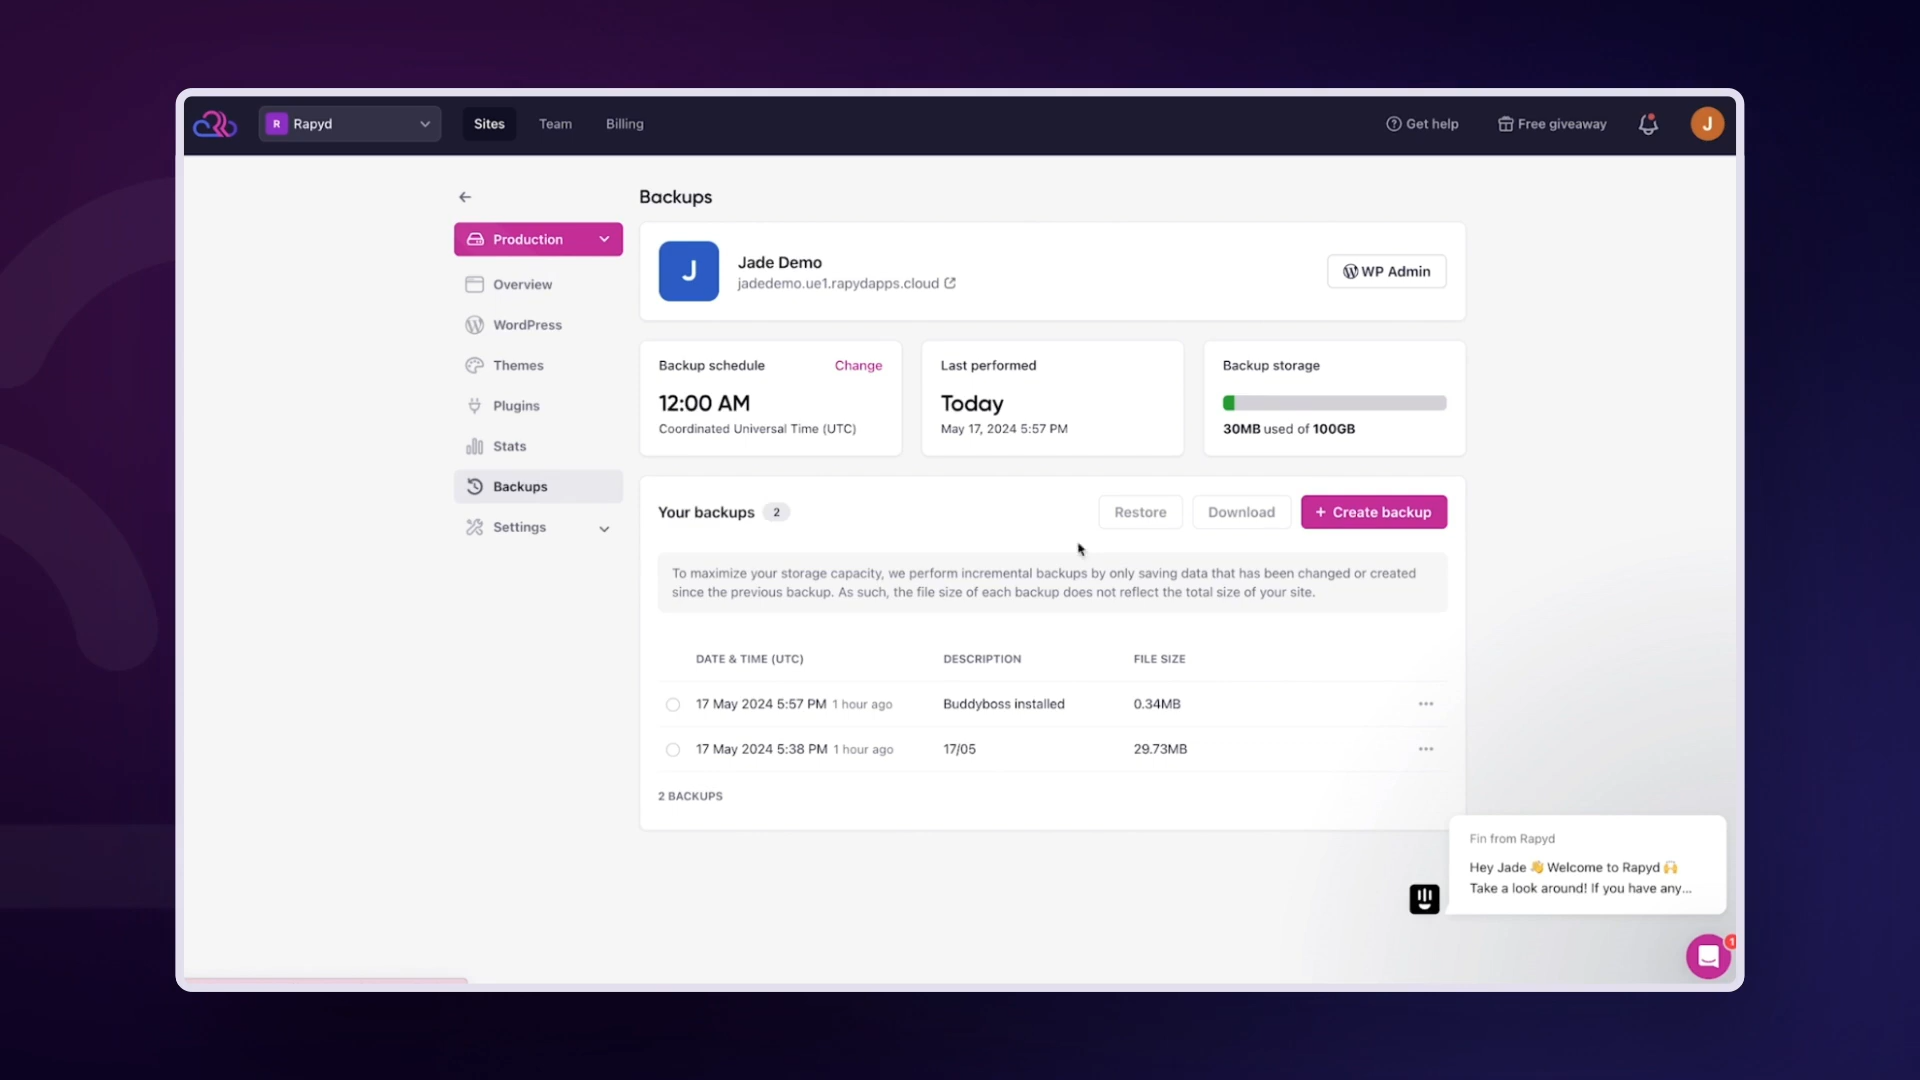 R Rapyd
Sites
Team
Billing
Get help
Free giveaway
J
Production
Overview
WordPress
Themes
Plugins
Stats
Backups
Settings
Backups
J
Jade Demo
jadedemo.ue1.rapydapps.cloud
WP Admin
Backup schedule
Change
12:00 AM
Coordinated Universal Time (UTC)
Last performed
Today
May 17, 2024 5:57 PM
Backup storage
30MB used of 100GB
Your backups 2
Restore
Download
+ Create backup
To maximize your storage capacity, we perform incremental backups by only saving data that has been changed or created
since the previous backup. As such, the file size of each backup does not reflect the total size of your site.
DATE & TIME (UTC) DESCRIPTION FILE SIZE
17 May 2024 5:57 PM 1 hour ago Buddyboss installed 0.34MB
17 May 2024 5:38 PM 1 hour ago 17/05 29.73MB
2 BACKUPS
Fin from Rapyd
Hey Jade 👋 Welcome to Rapyd 🙌
Take a look around! If you have any...
1